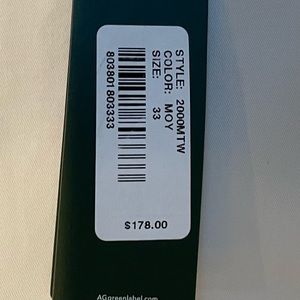 STYLE: 2000MTW
COLOR: MOY
SIZE: 33
803801803333
$178.00
AGgreenlabel.com